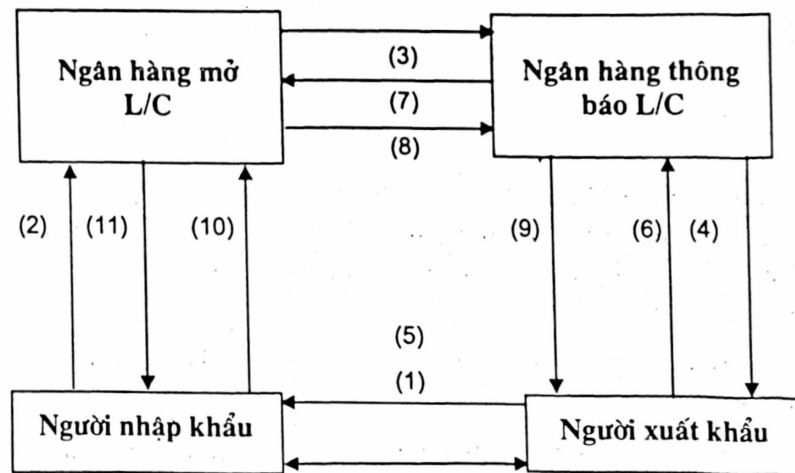 Ngân hàng mở
L/C
(3)
(7)
(8)
Ngân hàng thông
báo L/C
(2)
(11)
(10)
(9)
(6)
(4)
(5)
(1)
Người nhập khẩu
Người xuất khẩu